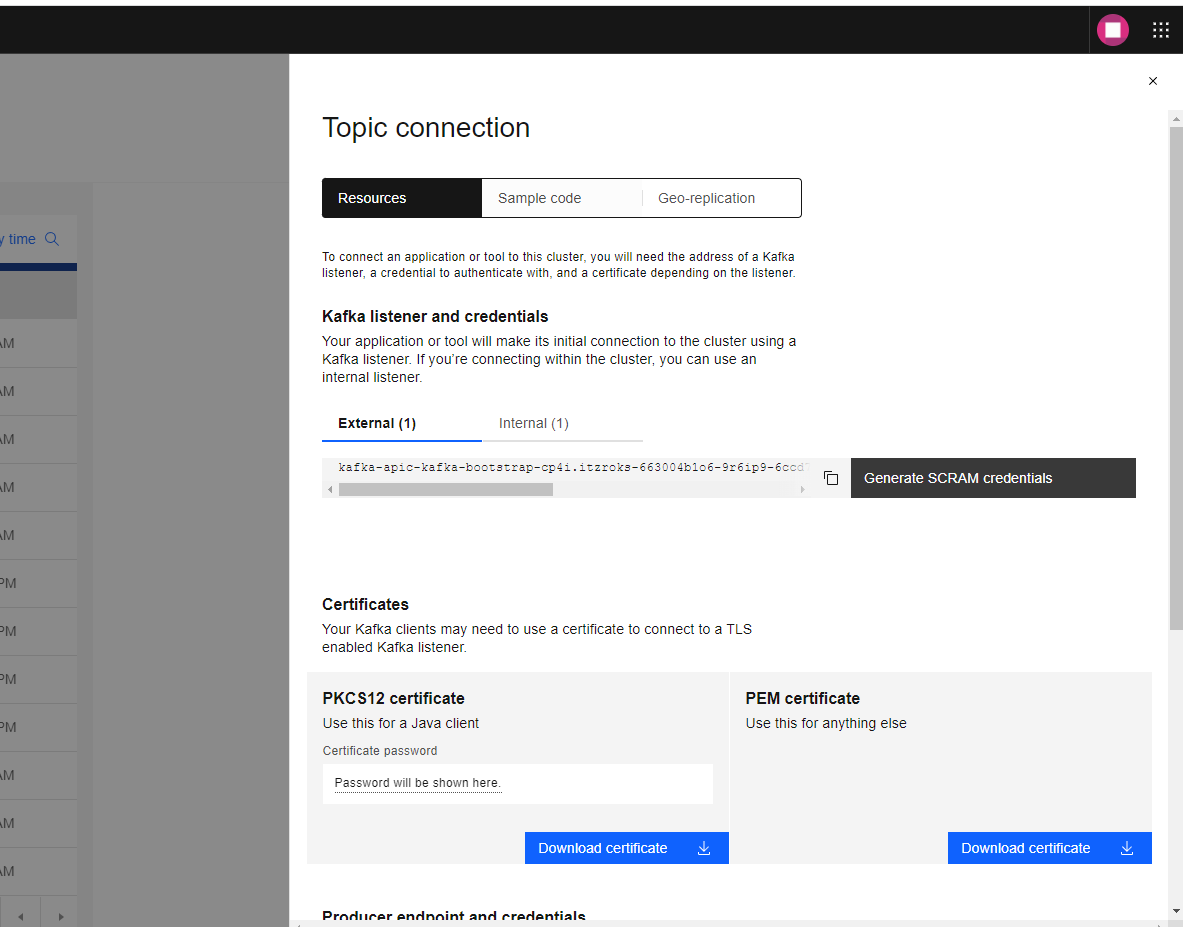 Topic connection
Resources
Sample code
Geo-replication
y time
To connect an application or tool to this cluster, you will need the address of a Kafka
listener, a credential to authenticate with, and a certificate depending on the listener.
Kafka listener and credentials
Your application or tool will make its initial connection to the cluster using a
Kafka listener. If you’re connecting within the cluster, you can use an
internal listener.
External (1)
Internal (1)
kafka-apic-kafka-bootstrap-cp4i.itzroks-663004b1o6-9r6ip9-6ccd
Generate SCRAM credentials
AM
AM
AM
AM
AM
PM
PM
PM
PM
AM
AM
AM
Certificates
Your Kafka clients may need to use a certificate to connect to a TLS
enabled Kafka listener.
PKCS12 certificate
Use this for a Java client
Certificate password
Password will be shown here.
Download certificate
PEM certificate
Use this for anything else
Download certificate
Producer endpoint and credentials